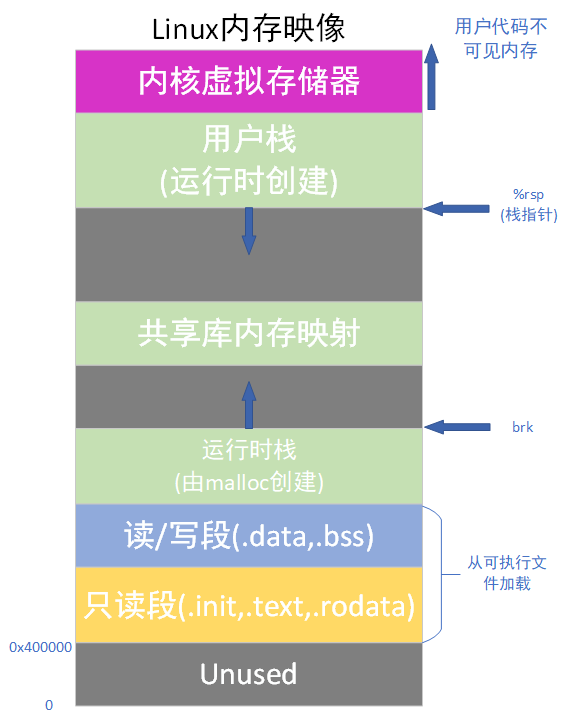 Linux内存映像
用户代码不
可见内存
内核虚拟存储器
用户栈
(运行时创建)
%rsp
(栈指针)
共享库内存映射
brk
运行时栈
(由malloc创建)
读/写段(.data,.bss)
从可执行文
件加载
只读段(.init,.text,.rodata)
0x400000
Unused
0